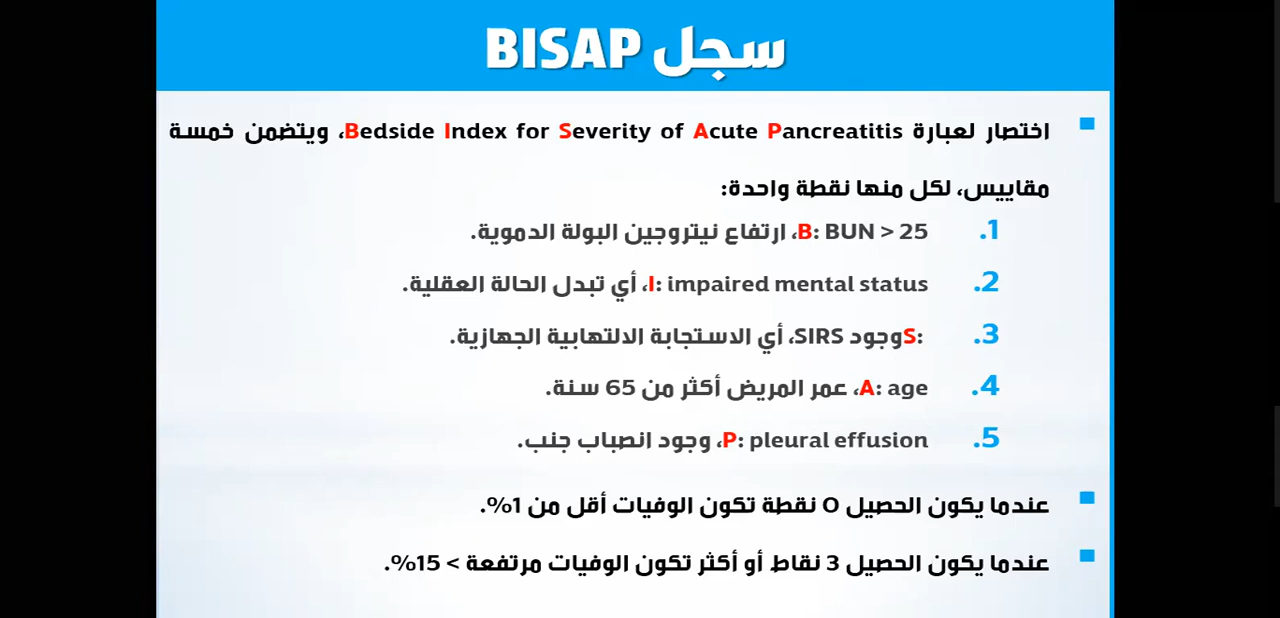 سجل BISAP
اختصار لعبارة Bedside Index for Severity of Acute Pancreatitis، ويتضمن خمسة
مقاييس، لكل منها نقطة واحدة:
1. B: BUN > 25، ارتفاع نيتروجين البولة الدموية.
2. I: impaired mental status، أي تبدل الحالة العقلية.
3. S: وجود SIRS، أي الاستجابة الالتهابية الجهازية.
4. A: age، عمر المريض أكثر من 65 سنة.
5. P: pleural effusion، وجود انصباب جنب.
عندما يكون الحصيل 0 نقطة تكون الوفيات أقل من 1%.
عندما يكون الحصيل 3 نقاط أو أكثر تكون الوفيات مرتفعة > 15%.